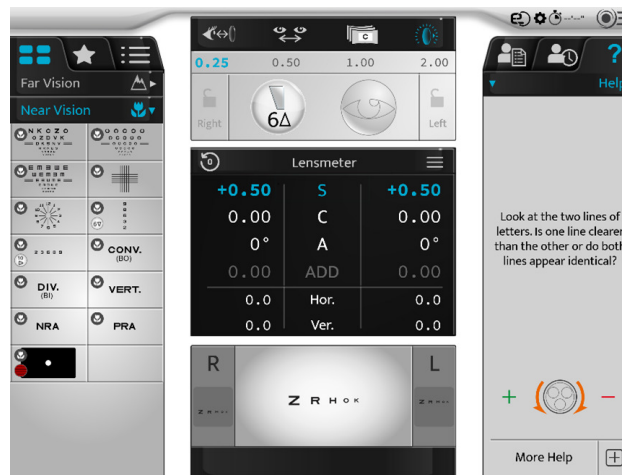 0.25 0.50 1.00 2.00
Far Vision
Near Vision
Right
6Δ
Left
Help
Lensmeter
+0.50 S +0.50
0.00 C 0.00
0° A 0°
0.00 ADD 0.00
0.0 Hor. 0.0
0.0 Ver. 0.0
N K C Z O
O Z D V K
CONV.
(BO)
DIV.
(BI)
VERT.
NRA
PRA
Look at the two lines of
letters. Is one line clearer
than the other or do both
lines appear identical?
+ −
R
L
Z R H O K
More Help